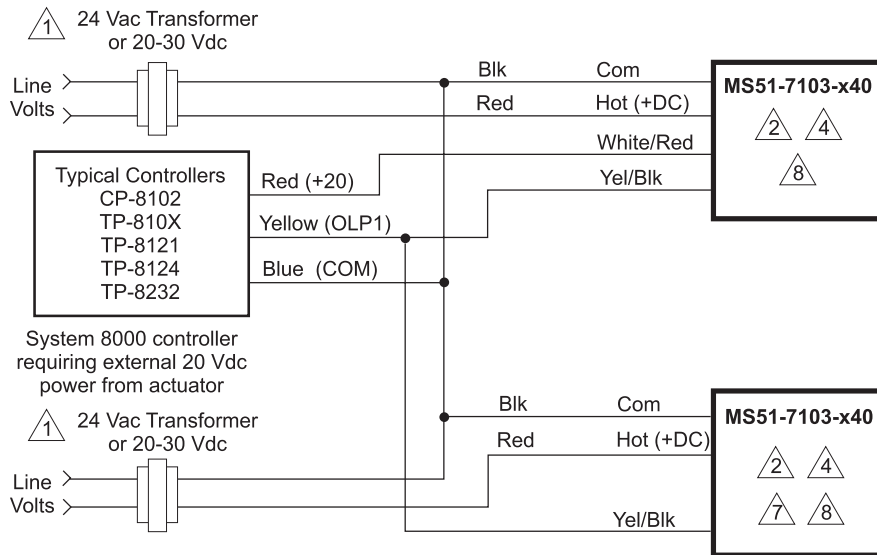 1
24 Vac Transformer
or 20-30 Vdc
Line
Volts
Blk Com
Red Hot (+DC)
White/Red
Yel/Blk
MS51-7103-x40
2 4
8
Typical Controllers
CP-8102
TP-810X
TP-8121
TP-8124
TP-8232
Red (+20)
Yellow (OLP1)
Blue (COM)
System 8000 controller
requiring external 20 Vdc
power from actuator
1
24 Vac Transformer
or 20-30 Vdc
Line
Volts
Blk Com
Red Hot (+DC)
Yel/Blk
MS51-7103-x40
2 4
7 8